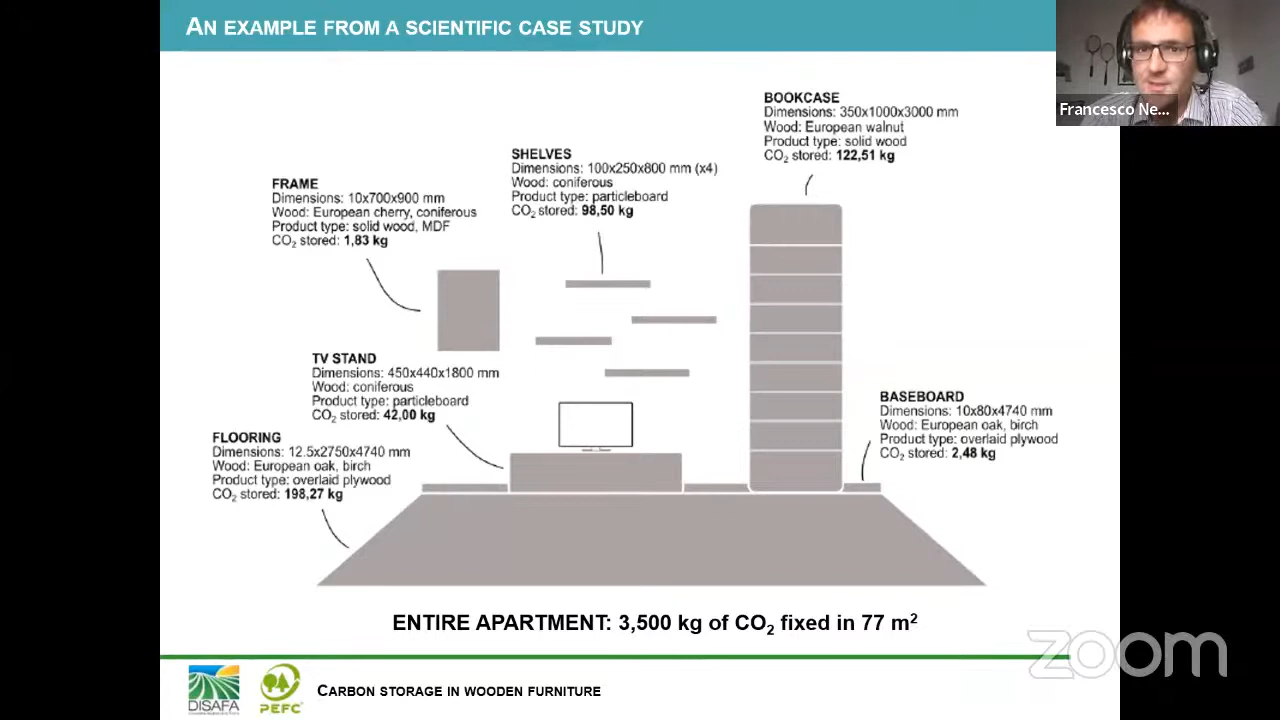 AN EXAMPLE FROM A SCIENTIFIC CASE STUDY
Francesco Ne...
BOOKCASE
Dimensions: 350x1000x3000 mm
Wood: European walnut
Product type: solid wood
CO2 stored: 122,51 kg
SHELVES
Dimensions: 100x250x800 mm (x4)
Wood: coniferous
Product type: particleboard
CO2 stored: 98,50 kg
FRAME
Dimensions: 10x700x900 mm
Wood: European cherry, coniferous
Product type: solid wood, MDF
CO2 stored: 1,83 kg
TV STAND
Dimensions: 450x440x1800 mm
Wood: coniferous
Product type: particleboard
CO2 stored: 42,00 kg
BASEBOARD
Dimensions: 10x80x4740 mm
Wood: European oak, birch
Product type: overlaid plywood
CO2 stored: 2,48 kg
FLOORING
Dimensions: 12.5x2750x4740 mm
Wood: European oak, birch
Product type: overlaid plywood
CO2 stored: 198,27 kg
ENTIRE APARTMENT: 3,500 kg of CO2 fixed in 77 m2
zoom
DISAFA
PEFC
CARBON STORAGE IN WOODEN FURNITURE